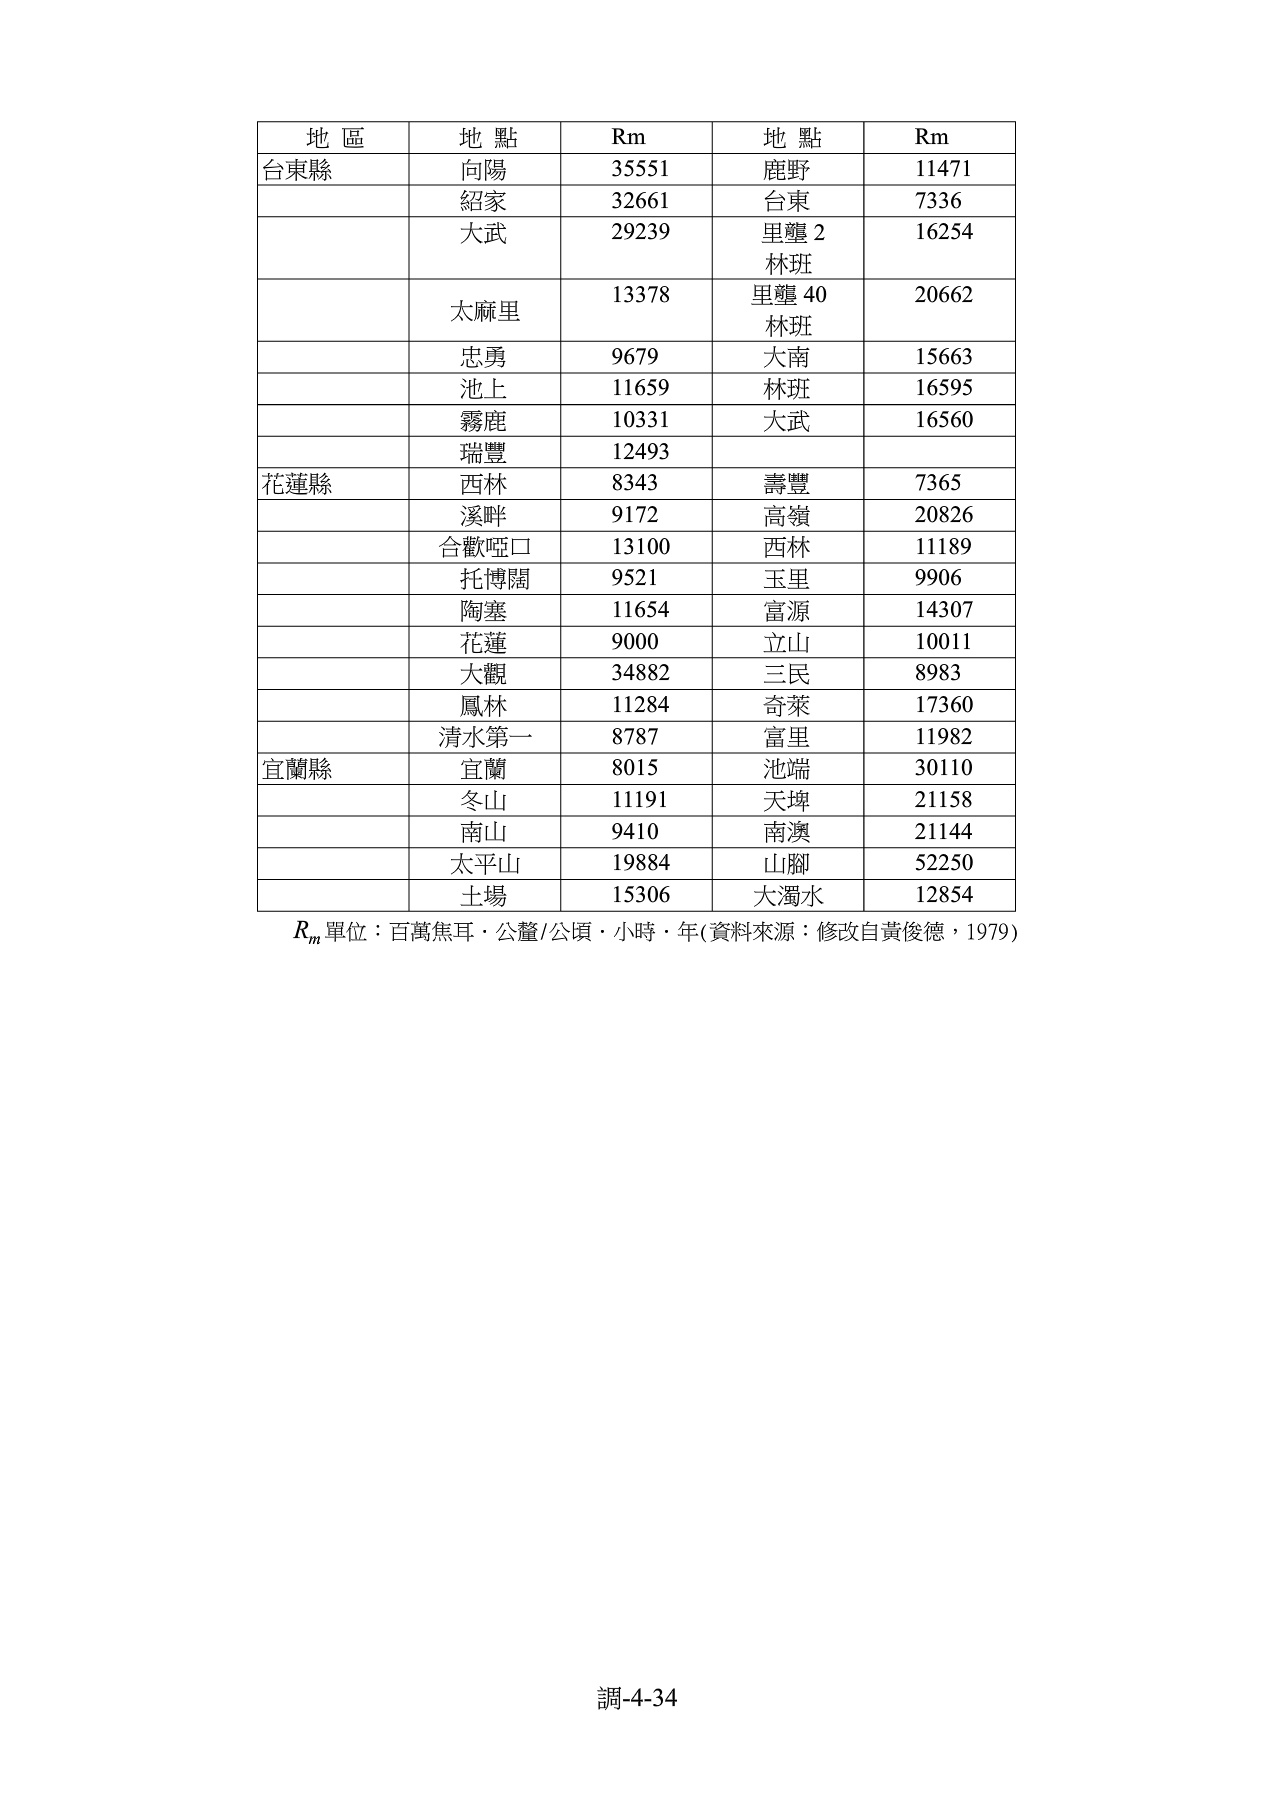 地 區 地 點 Rm 地 點 Rm
台東縣 向陽 35551 鹿野 11471
紹家 32661 台東 7336
大武 29239 里壟 2 16254
林班
太麻里 13378 里壟 40 20662
林班
忠勇 9679 大南 15663
池上 11659 林班 16595
霧鹿 10331 大武 16560
瑞豐 12493
花蓮縣 西林 8343 壽豐 7365
溪畔 9172 高嶺 20826
合歡啞口 13100 西林 11189
托博闊 9521 玉里 9906
陶塞 11654 富源 14307
花蓮 9000 立山 10011
大觀 34882 三民 8983
鳳林 11284 奇萊 17360
清水第一 8787 富里 11982
宜蘭縣 宜蘭 8015 池端 30110
冬山 11191 天埤 21158
南山 9410 南澳 21144
太平山 19884 山腳 52250
土場 15306 大濁水 12854
Rm 單位：百萬焦耳．公釐/公頃．小時．年(資料來源：修改自黃俊德，1979)
調-4-34